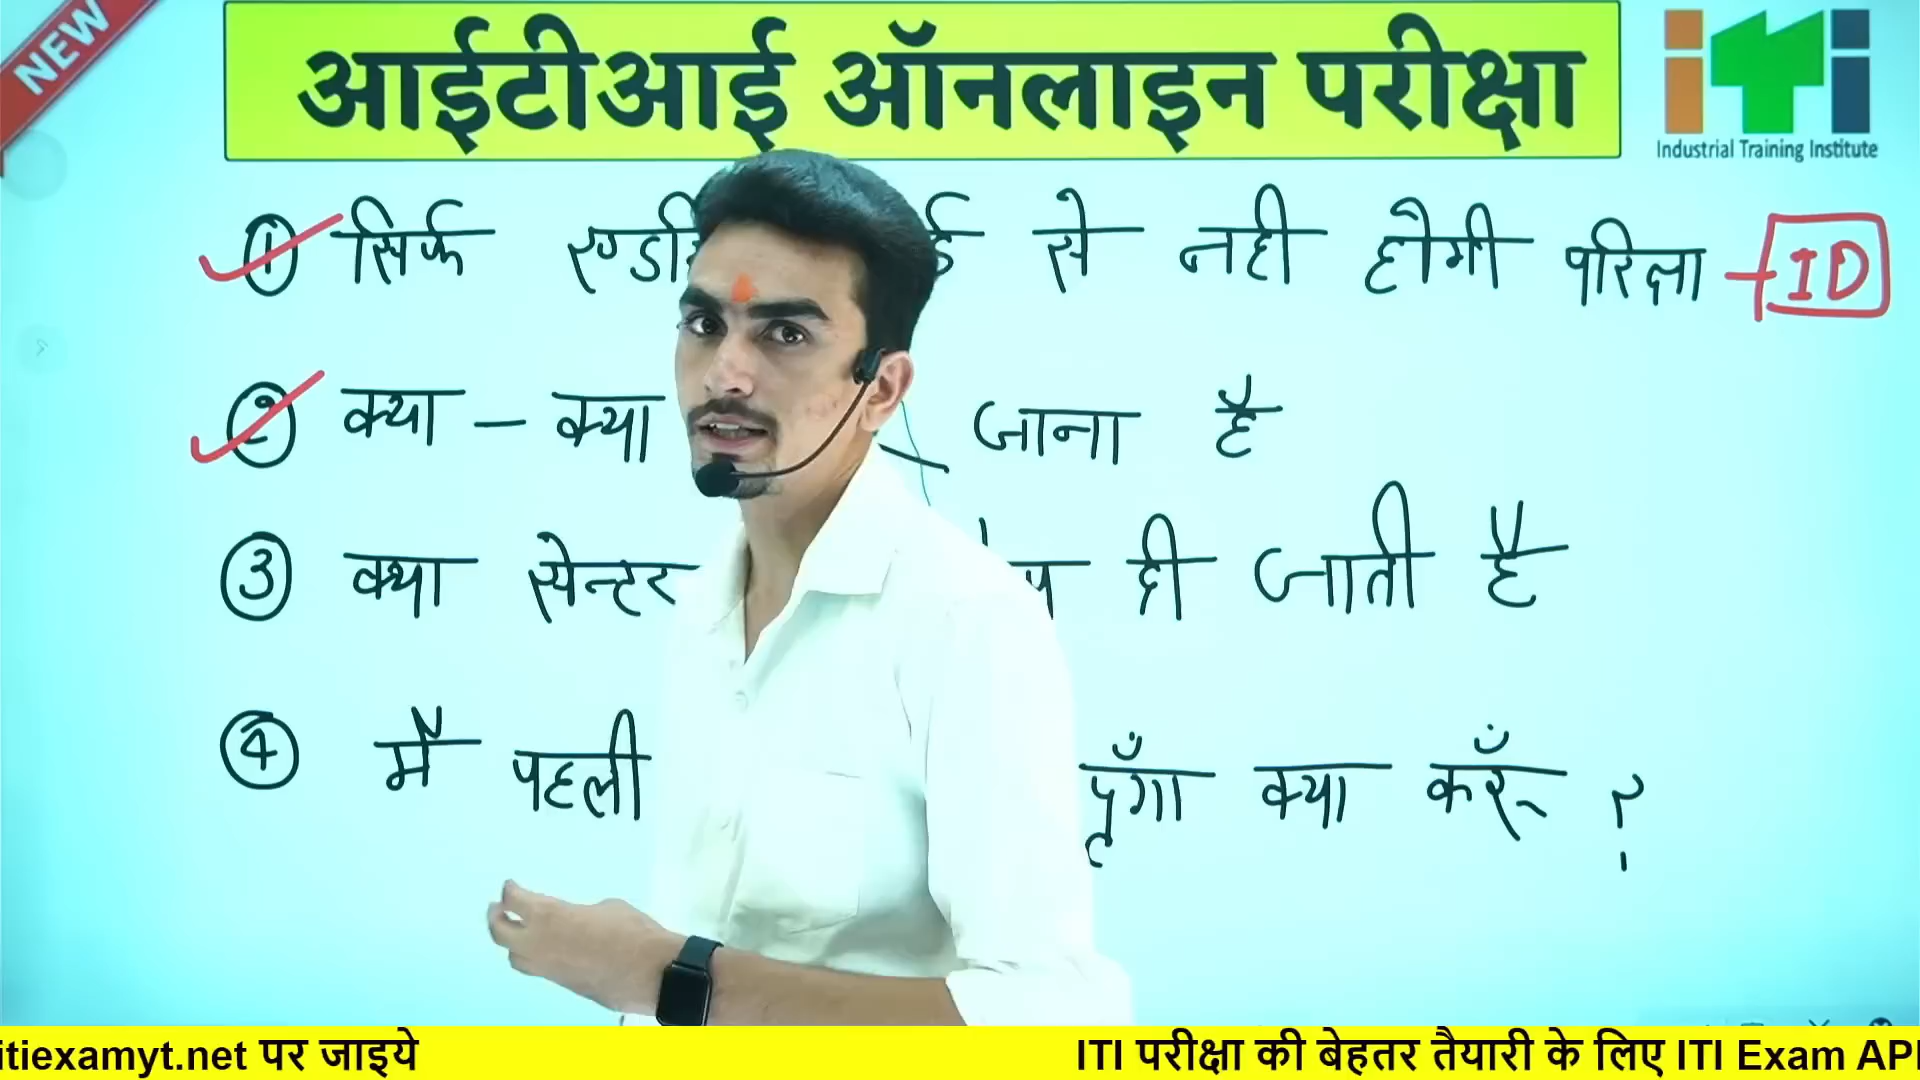 NEW
आईटीआई ऑनलाइन परीक्षा
iTi
Industrial Training Institute
① सिर्फ से नही होगी परिक्षा - ID
② क्या - क्या जाना है
③ क्या सेन्टर दी जाती है
④ मैं पहली दूँगा क्या करूँ ?
itiexamyt.net पर जाइये
ITI परीक्षा की बेहतर तैयारी के लिए ITI Exam